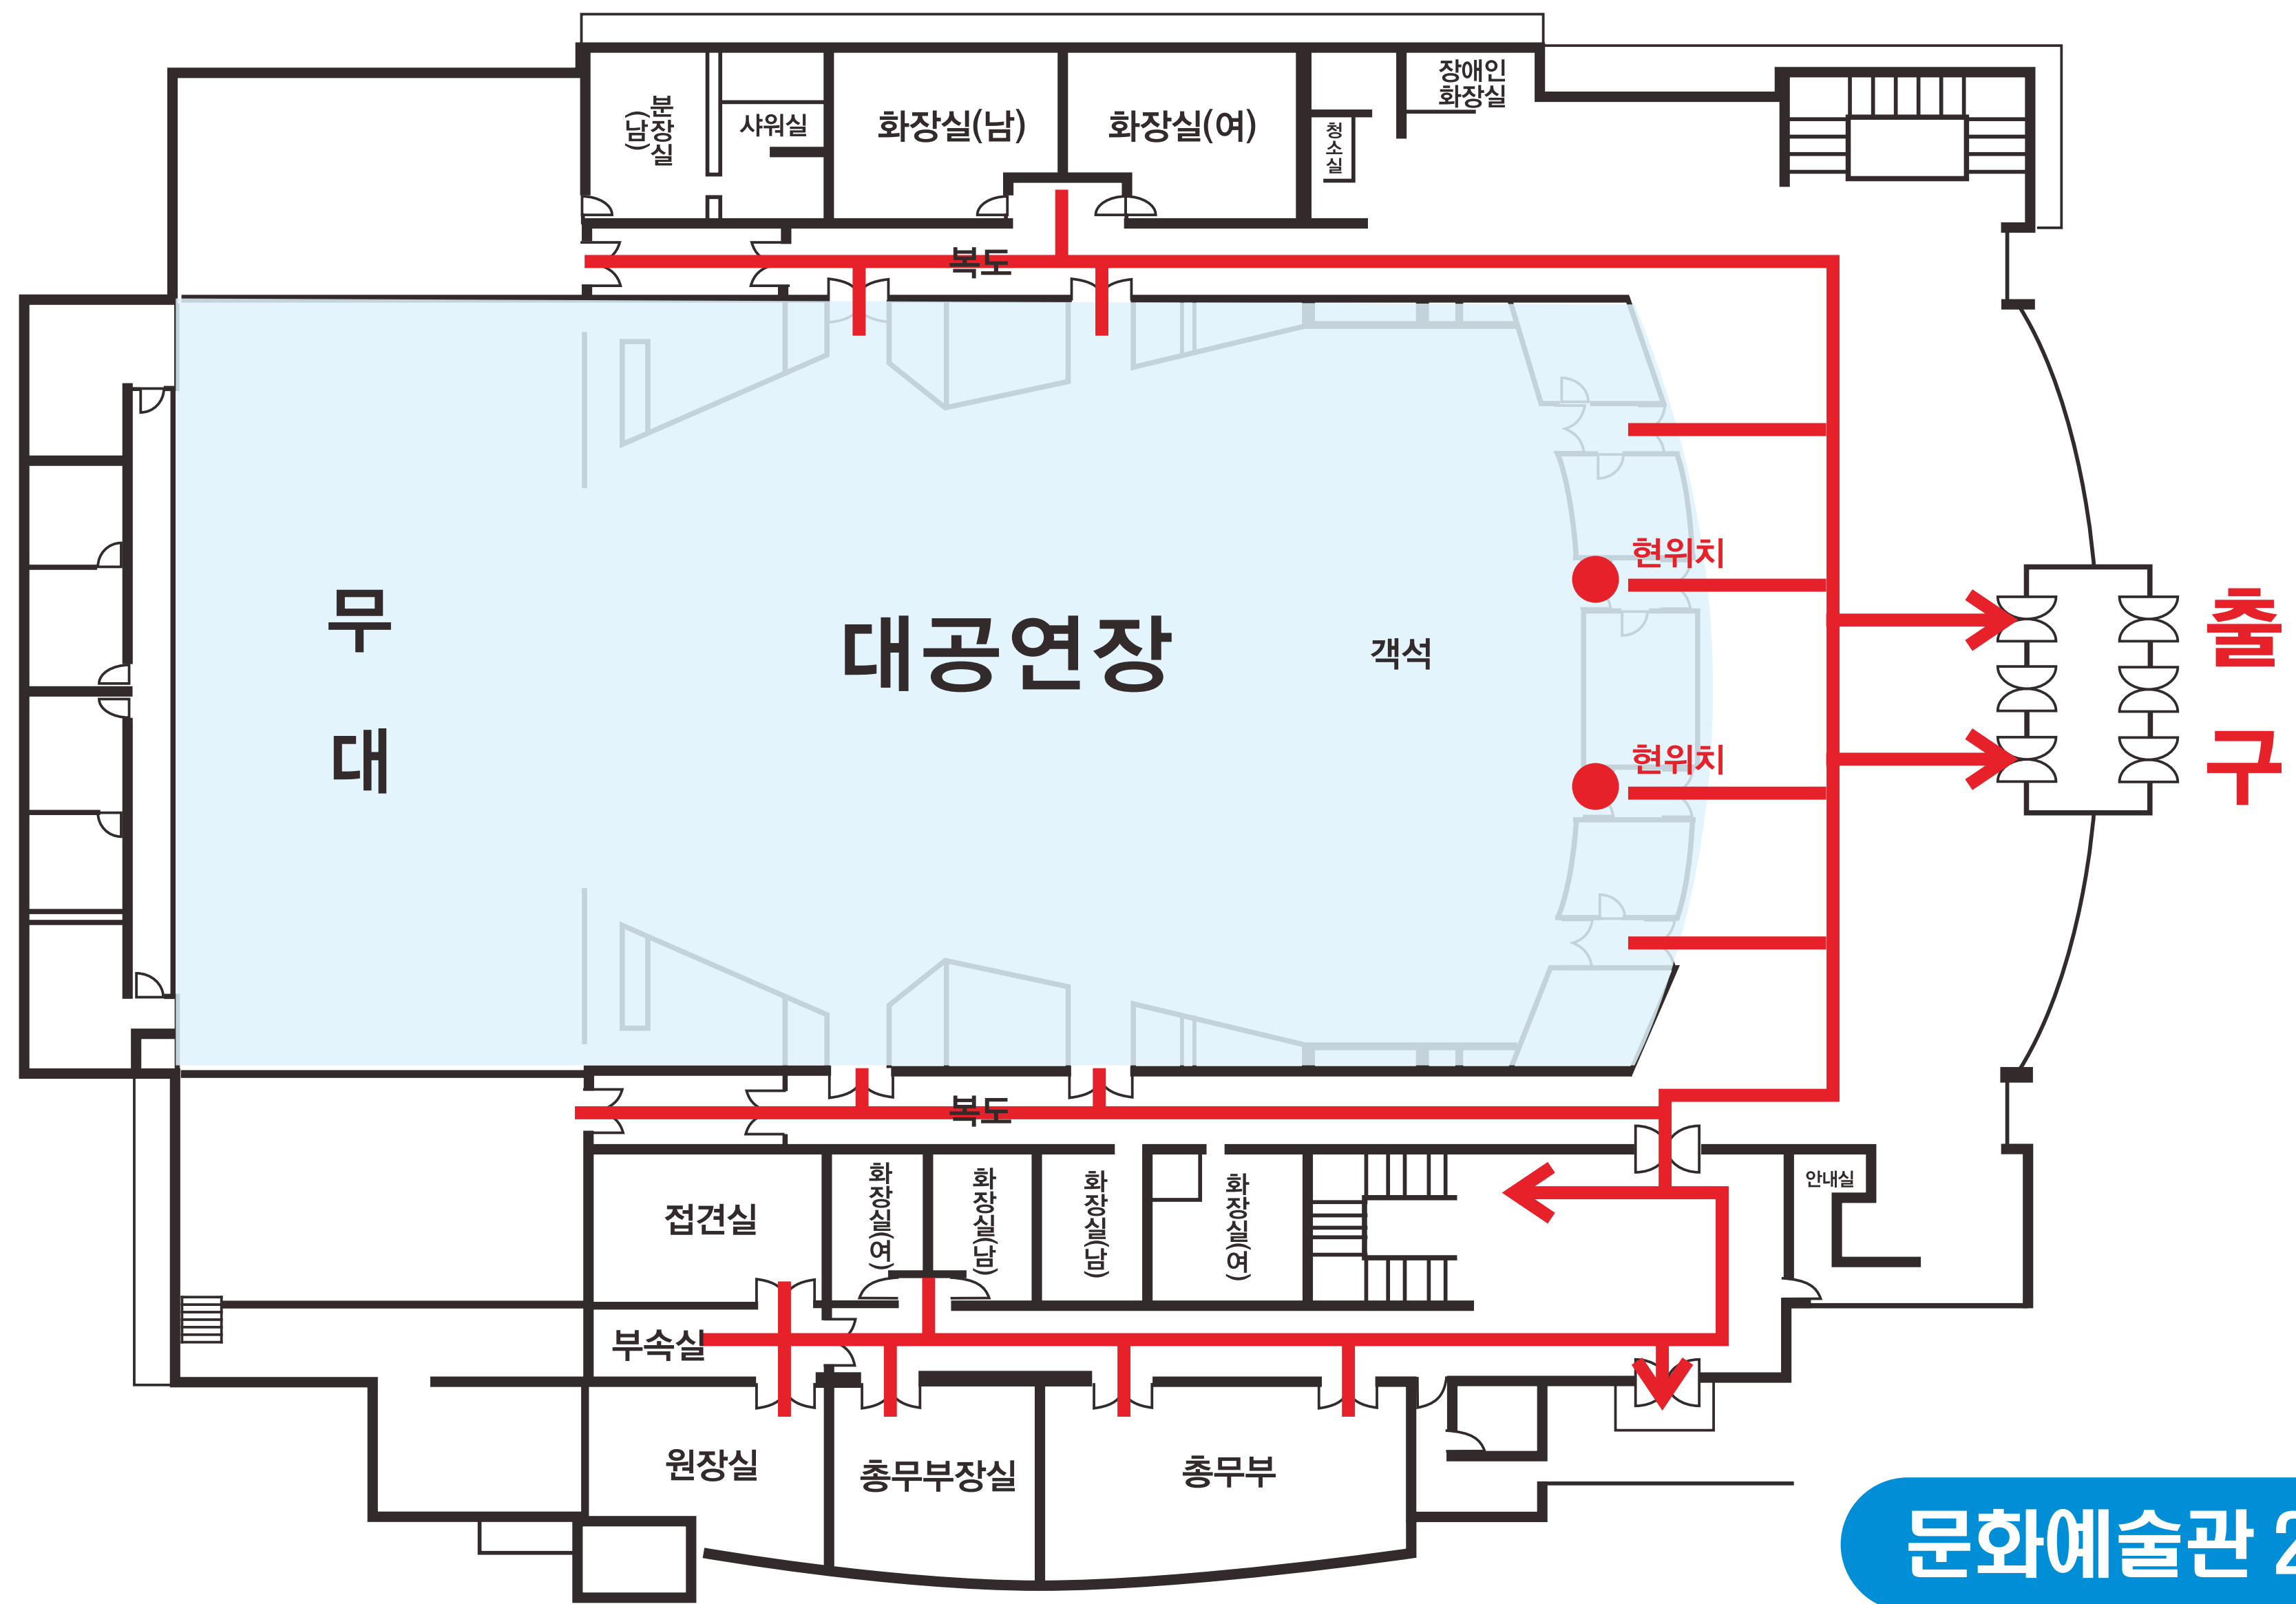 분장실
(남)
샤워실
화장실(남)
화장실(여)
청소실
장애인
화장실
복도
현위치
무대
대공연장
객석
출구
현위치
복도
안내실
접견실
화장실(여)
화장실(남)
화장실(남)
화장실(여)
부속실
원장실
총무부장실
총무부
문화예술관 2